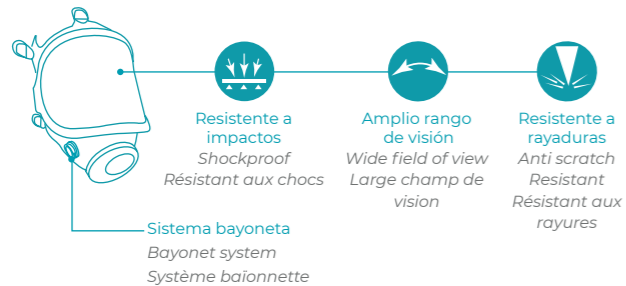 Resistente a
impactos
Shockproof
Résistant aux chocs
Amplio rango
de visión
Wide field of view
Large champ de
vision
Resistente a
rayaduras
Anti scratch
Resistant
Résistant aux
rayures
Sistema bayoneta
Bayonet system
Système baïonnette